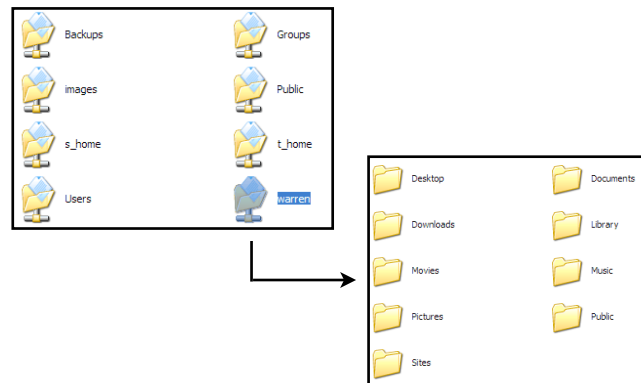 Backups Groups
images Public
s_home t_home
Users warren
Desktop Documents
Downloads Library
Movies Music
Pictures Public
Sites